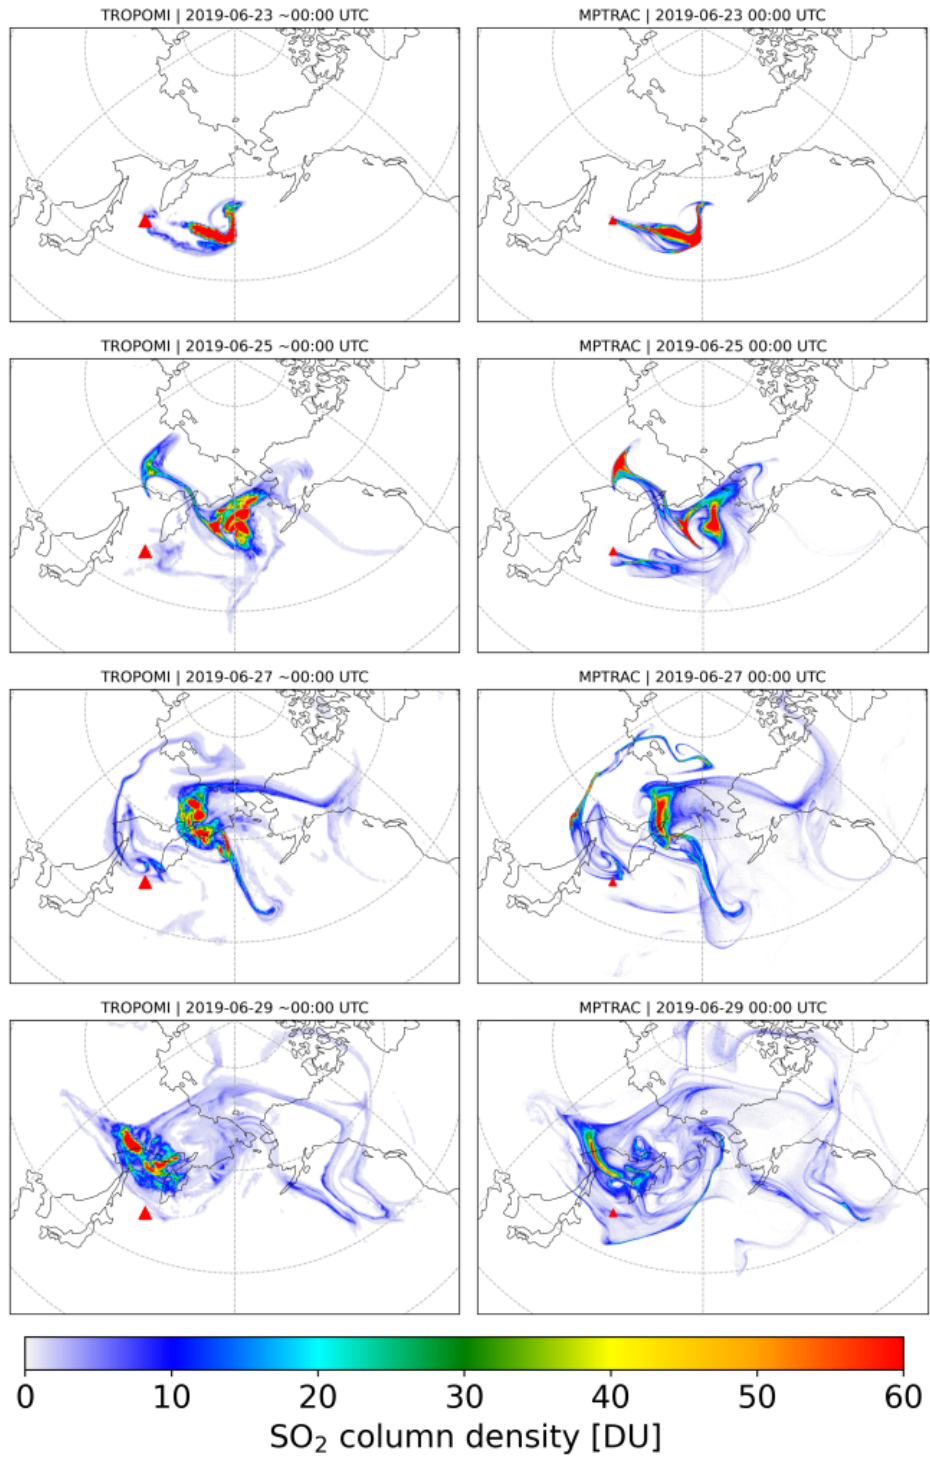 TROPOMI | 2019-06-23 ~00:00 UTC
MPTRAC | 2019-06-23 00:00 UTC
TROPOMI | 2019-06-25 ~00:00 UTC
MPTRAC | 2019-06-25 00:00 UTC
TROPOMI | 2019-06-27 ~00:00 UTC
MPTRAC | 2019-06-27 00:00 UTC
TROPOMI | 2019-06-29 ~00:00 UTC
MPTRAC | 2019-06-29 00:00 UTC
0 10 20 30 40 50 60
SO₂ column density [DU]